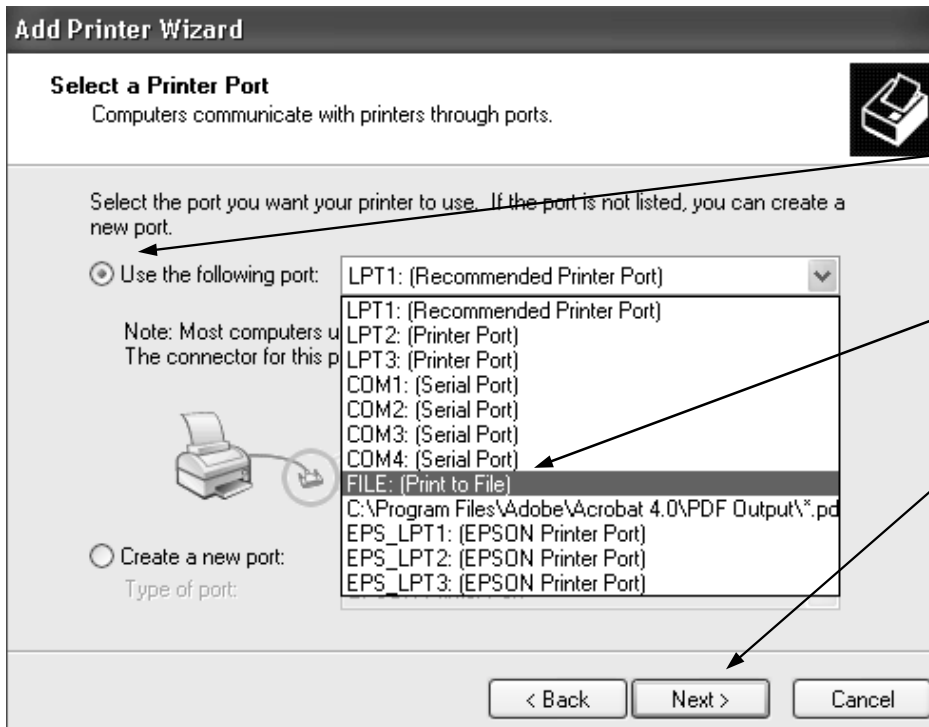 Add Printer Wizard
Select a Printer Port
Computers communicate with printers through ports.
Select the port you want your printer to use. If the port is not listed, you can create a
new port.
Use the following port:
LPT1: (Recommended Printer Port)
LPT1: (Recommended Printer Port)
LPT2: (Printer Port)
LPT3: (Printer Port)
COM1: (Serial Port)
COM2: (Serial Port)
COM3: (Serial Port)
COM4: (Serial Port)
FILE: (Print to File)
C:\Program Files\Adobe\Acrobat 4.0\PDF Output\*.pd
EPS_LPT1: (EPSON Printer Port)
EPS_LPT2: (EPSON Printer Port)
EPS_LPT3: (EPSON Printer Port)
Note: Most computers u
The connector for this p
Create a new port:
Type of port:
< Back
Next >
Cancel